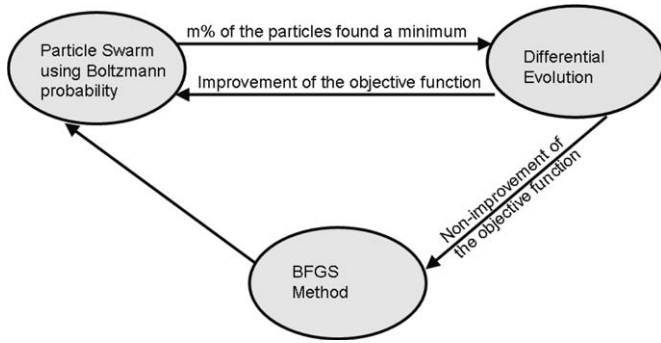 m% of the particles found a minimum
Particle Swarm
using Boltzmann
probability
Improvement of the objective function
Differential
Evolution
Non-improvement of
the objective function
BFGS
Method